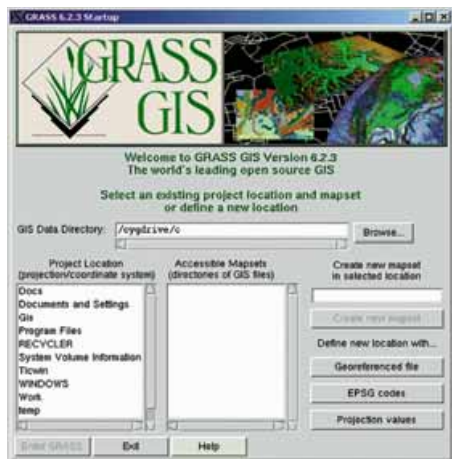 GRASS 6.2.3 Startup
GRASS
GIS
Welcome to GRASS GIS Version 6.2.3
The world's leading open source GIS
Select an existing project location and mapset
or define a new location
GIS Data Directory: /cygdrive/c Browse...
Project Location
(projection/coordinate system)
Accessible Mapsets
(directories of GIS files)
Create new mapset
in selected location
Docs
Documents and Settings
Gis
Program Files
RECYCLER
System Volume Information
Ticwin
WINDOWS
Work
temp
Create new mapset
Define new location with...
Georeferenced file
EPSG codes
Projection values
Enter GRASS Exit Help